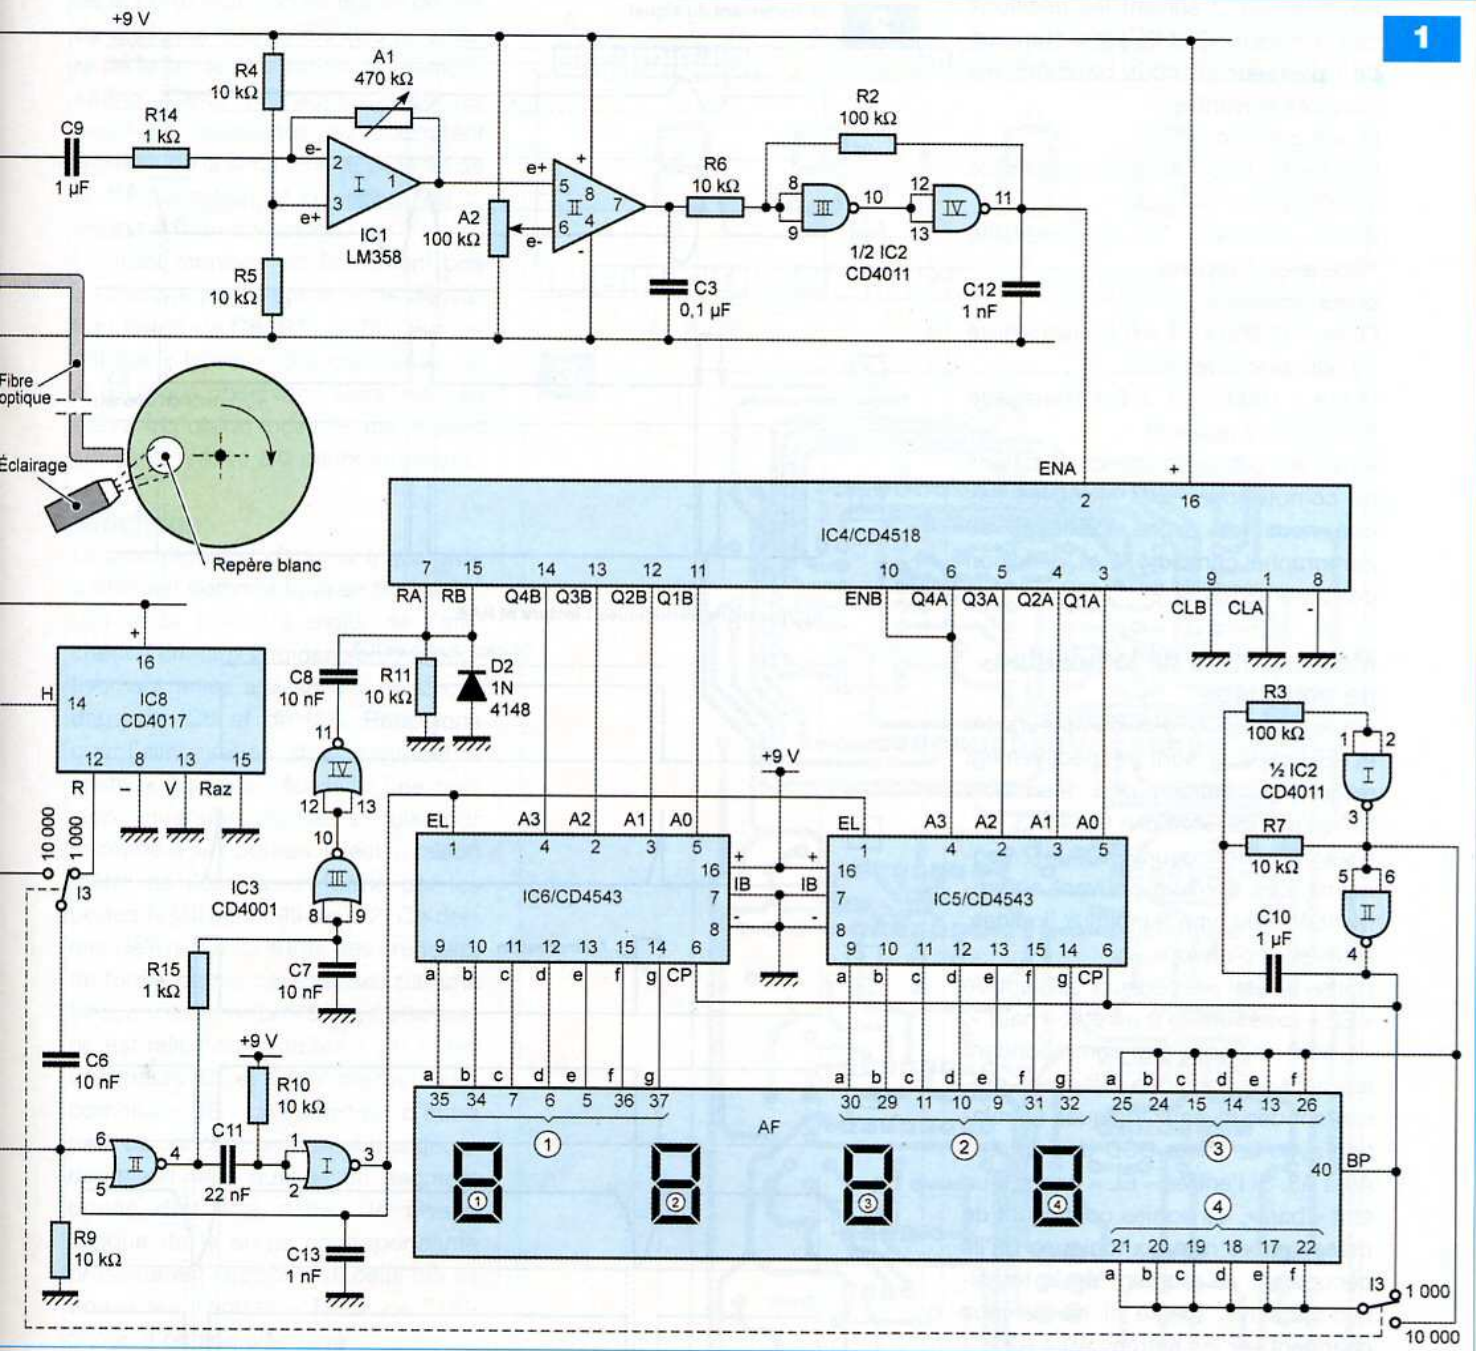 1
+9 V
R4
10 kΩ
A1
470 kΩ
R14
1 kΩ
C9
1 µF
e-
2
I
1
3
e+
IC1
LM358
R5
10 kΩ
A2
100 kΩ
e+
+
5
8
II
7
6
4
e-
-
R6
10 kΩ
R2
100 kΩ
8
III
10
9
12
IV
11
13
1/2 IC2
CD4011
C3
0,1 µF
C12
1 nF
Fibre
optique
Éclairage
Repère blanc
ENA
+
2
16
IC4/CD4518
7
15
14
13
12
11
10
6
5
4
3
9
1
8
RA
RB
Q4B
Q3B
Q2B
Q1B
ENB
Q4A
Q3A
Q2A
Q1A
CLB
CLA
-
+
16
H
14
IC8
CD4017
12
8
13
15
R
–
V
Raz
10 000
1 000
I3
C8
10 nF
R11
10 kΩ
D2
1N
4148
11
IV
12
13
10
III
8
9
IC3
CD4001
R15
1 kΩ
C7
10 nF
+9 V
EL
A3
A2
A1
A0
1
4
2
3
5
IC6/CD4543
16
7
8
+
IB
-
9
10
11
12
13
15
14
6
a
b
c
d
e
f
g
CP
EL
A3
A2
A1
A0
1
4
2
3
5
IC5/CD4543
+
IB
-
16
7
8
9
10
11
12
13
15
14
6
a
b
c
d
e
f
g
CP
R3
100 kΩ
1
2
I
½ IC2
CD4011
3
R7
10 kΩ
5
6
II
4
C10
1 µF
C6
10 nF
+9 V
R10
10 kΩ
6
II
4
5
C11
22 nF
1
I
3
2
R9
10 kΩ
C13
1 nF
a
b
c
d
e
f
g
35
34
7
6
5
36
37
1
a
b
c
d
e
f
g
30
29
11
10
9
31
32
2
a
b
c
d
e
f
25
24
15
14
13
26
3
AF
1
2
3
4
40
BP
4
21
20
19
18
17
22
a
b
c
d
e
f
I3
1 000
10 000